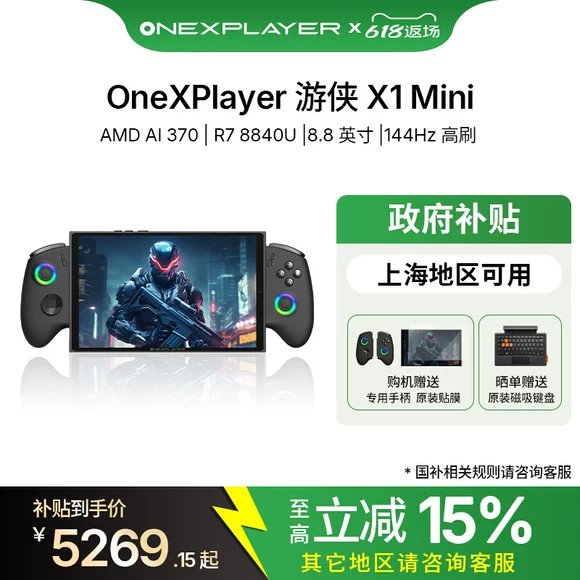 ONEXPLAYER x 618返场
OneXPlayer 游侠 X1 Mini
AMD AI 370 | R7 8840U |8.8 英寸 |144Hz 高刷
政府补贴
上海地区可用
购机赠送
专用手柄 原装贴膜
晒单赠送
原装磁吸键盘
ONEXPLAYER
* 国补相关规则请咨询客服
补贴到手价
¥5269.15起
至高立减 15%
其它地区请咨询客服